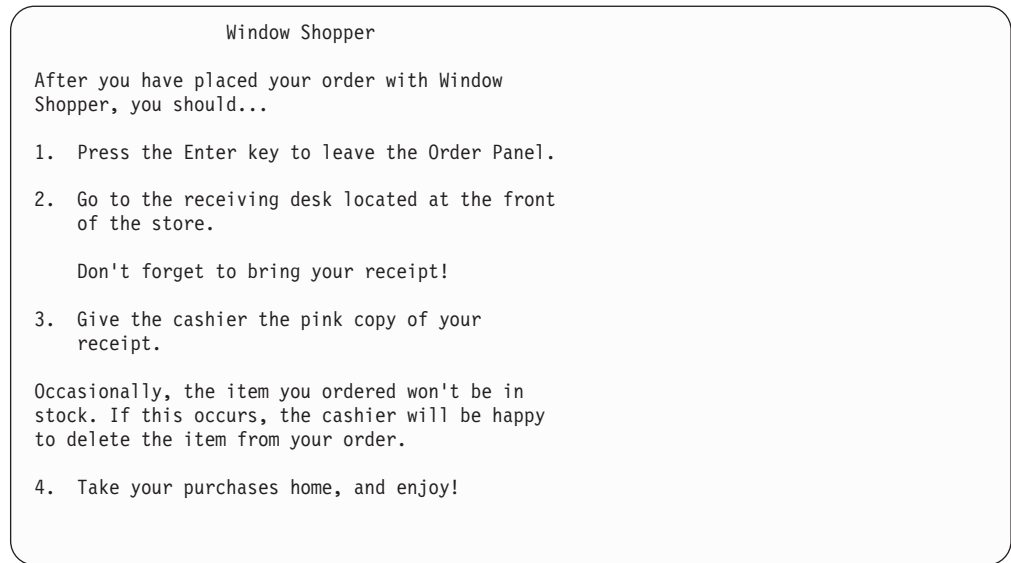 Window Shopper
After you have placed your order with Window
Shopper, you should...
1. Press the Enter key to leave the Order Panel.
2. Go to the receiving desk located at the front
of the store.
Don't forget to bring your receipt!
3. Give the cashier the pink copy of your
receipt.
Occasionally, the item you ordered won't be in
stock. If this occurs, the cashier will be happy
to delete the item from your order.
4. Take your purchases home, and enjoy!